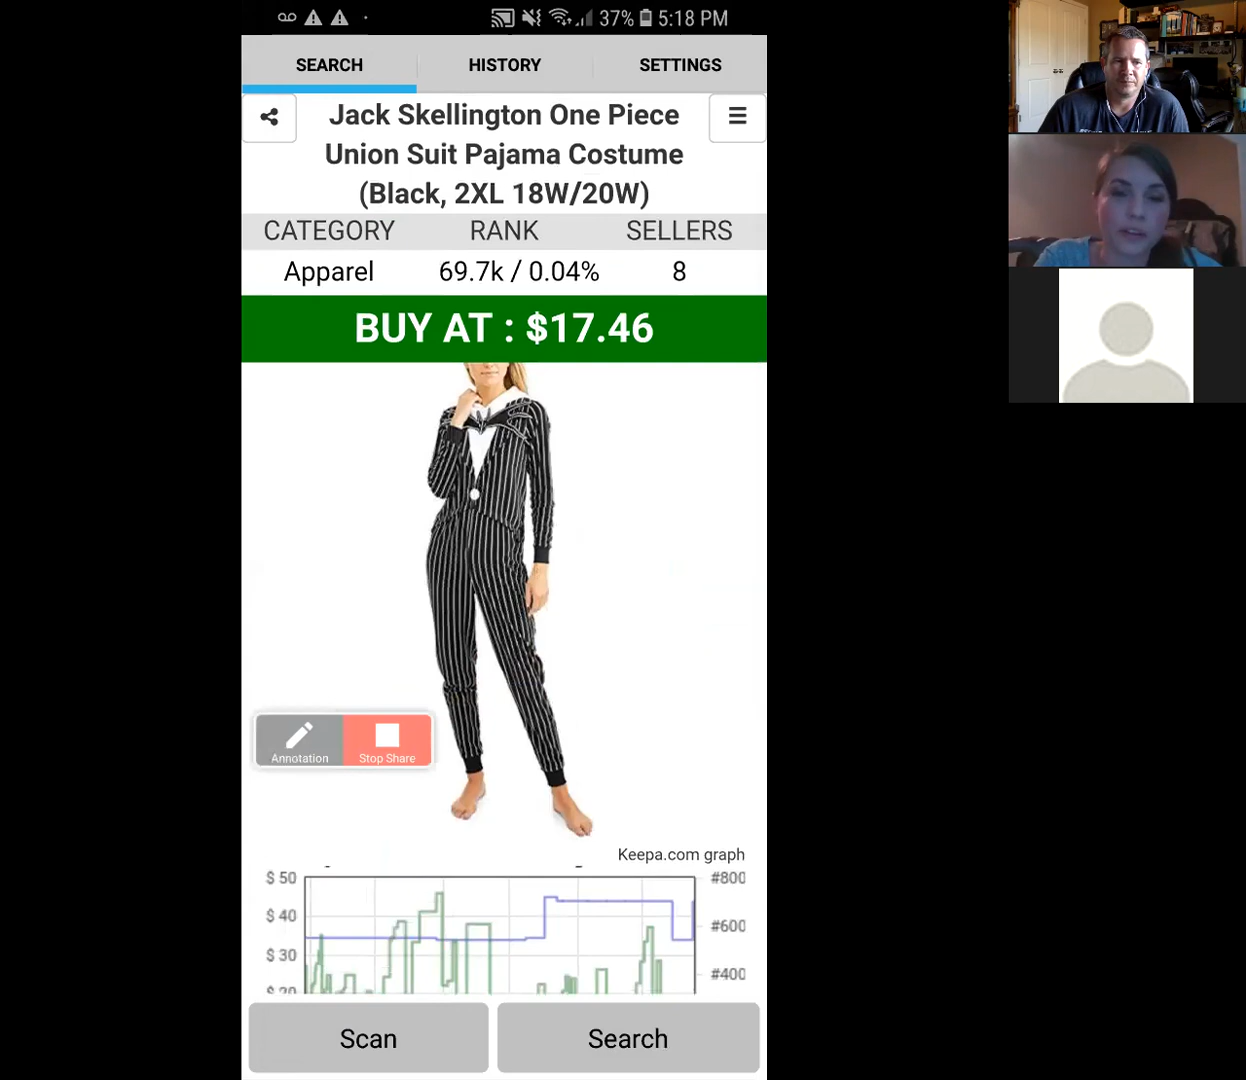 37% 5:18 PM
SEARCH HISTORY SETTINGS
Jack Skellington One Piece
Union Suit Pajama Costume
(Black, 2XL 18W/20W)
CATEGORY RANK SELLERS
Apparel 69.7k / 0.04% 8
BUY AT : $17.46
Annotation Stop Share
Keepa.com graph
$ 50 #800
$ 40 #600
$ 30
#400
$ 20
Scan Search